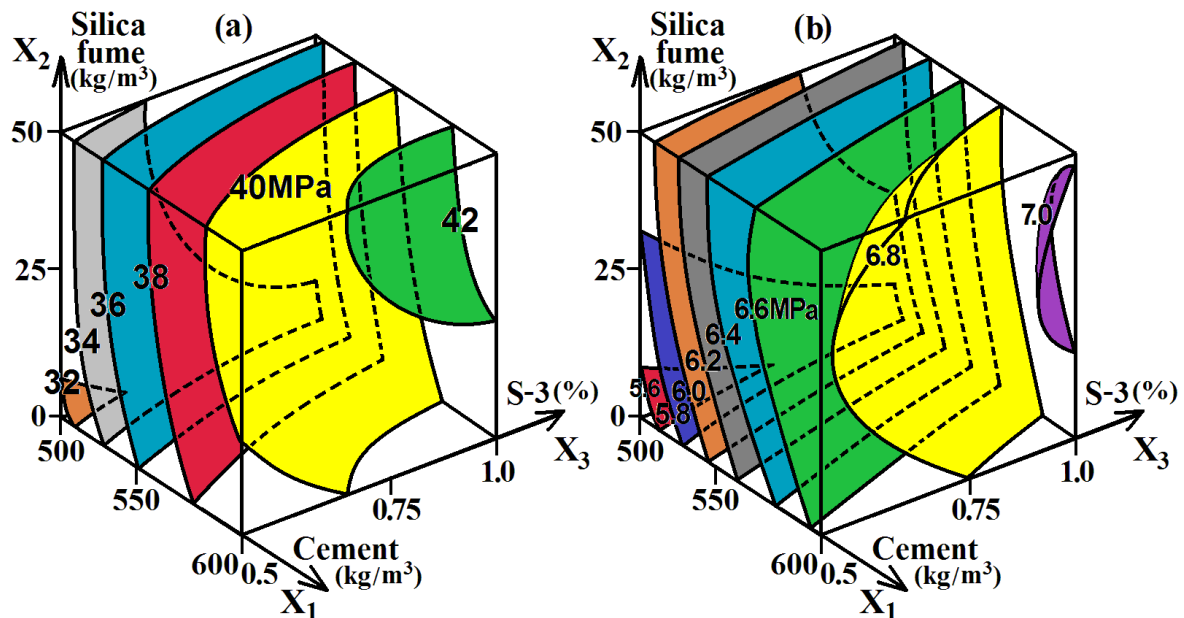 (a)
X2
Silica
fume
(kg/m³)
50
25
0
500
550
600
0.5
0.75
1.0
32
34
36
38
40MPa
42
S-3 (%)
X3
Cement
(kg/m³)
X1
(b)
X2
Silica
fume
(kg/m³)
50
25
0
500
550
600
0.5
0.75
1.0
5.6
5.8
6.0
6.2
6.4
6.6MPa
6.8
7.0
S-3 (%)
X3
Cement
(kg/m³)
X1